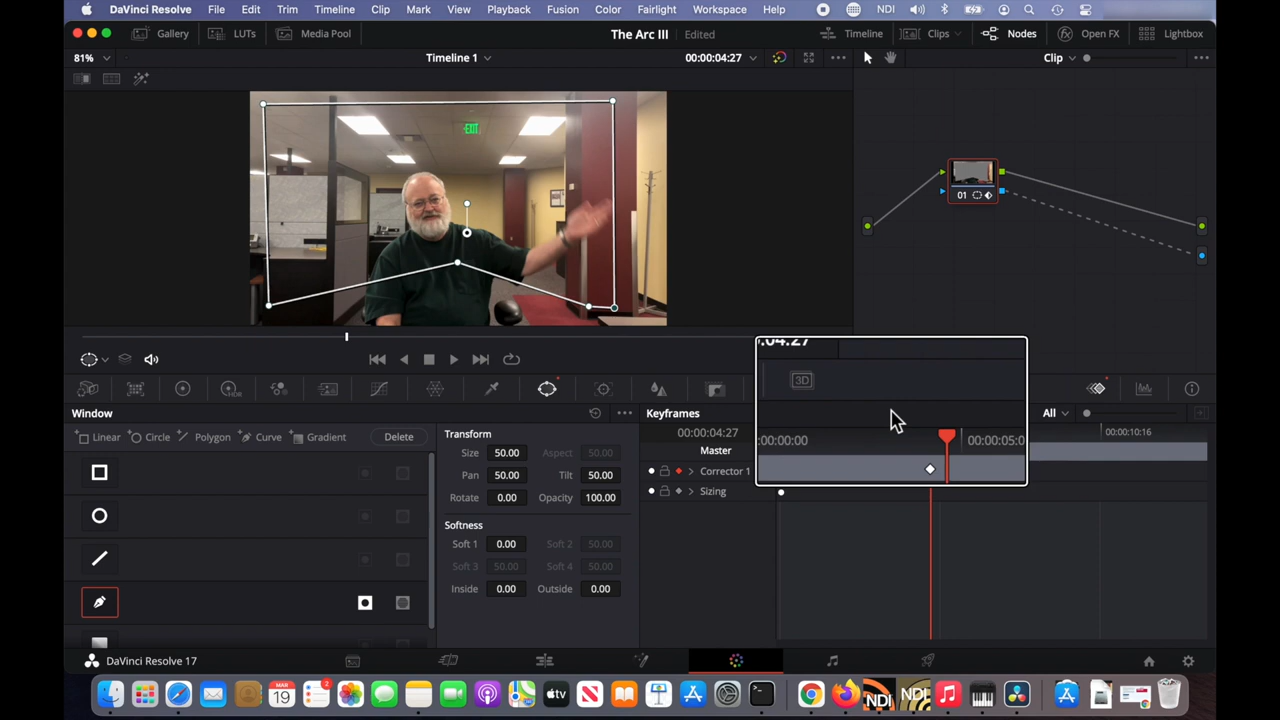 DaVinci Resolve File Edit Trim Timeline Clip Mark View Playback Fusion Color Fairlight Workspace Help NDI
Gallery LUTs Media Pool The Arc III Edited Timeline Clips Nodes Open FX Lightbox
81% Timeline 1 00:00:04:27 Clip
EXIT
01
:04:27
3D
Window
Keyframes
All
Linear Circle Polygon Curve Gradient Delete
Transform
Size 50.00 Aspect 50.00
Pan 50.00 Tilt 50.00
Rotate 0.00 Opacity 100.00
Softness
Soft 1 0.00 Soft 2 50.00
Soft 3 50.00 Soft 4 50.00
Inside 0.00 Outside 0.00
00:00:04:27 :00:00:00 00:00:05:0 00:00:10:16
Master
Corrector 1
Sizing
DaVinci Resolve 17
MAR
19
2
tv
NDI
NDI